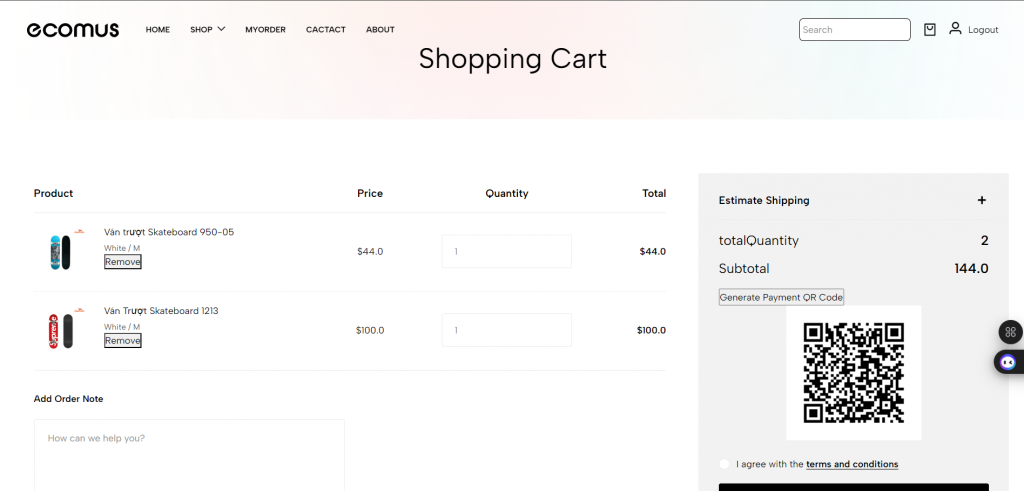 ecomus
HOME SHOP MYORDER CACTACT ABOUT
Search
Logout
Shopping Cart
Product Price Quantity Total
Ván trượt Skateboard 950-05
White / M
Remove
$44.0 1 $44.0
Ván Trượt Skateboard 1213
White / M
Remove
$100.0 1 $100.0
Supreme
Add Order Note
How can we help you?
Estimate Shipping +
totalQuantity 2
Subtotal 144.0
Generate Payment QR Code
I agree with the terms and conditions